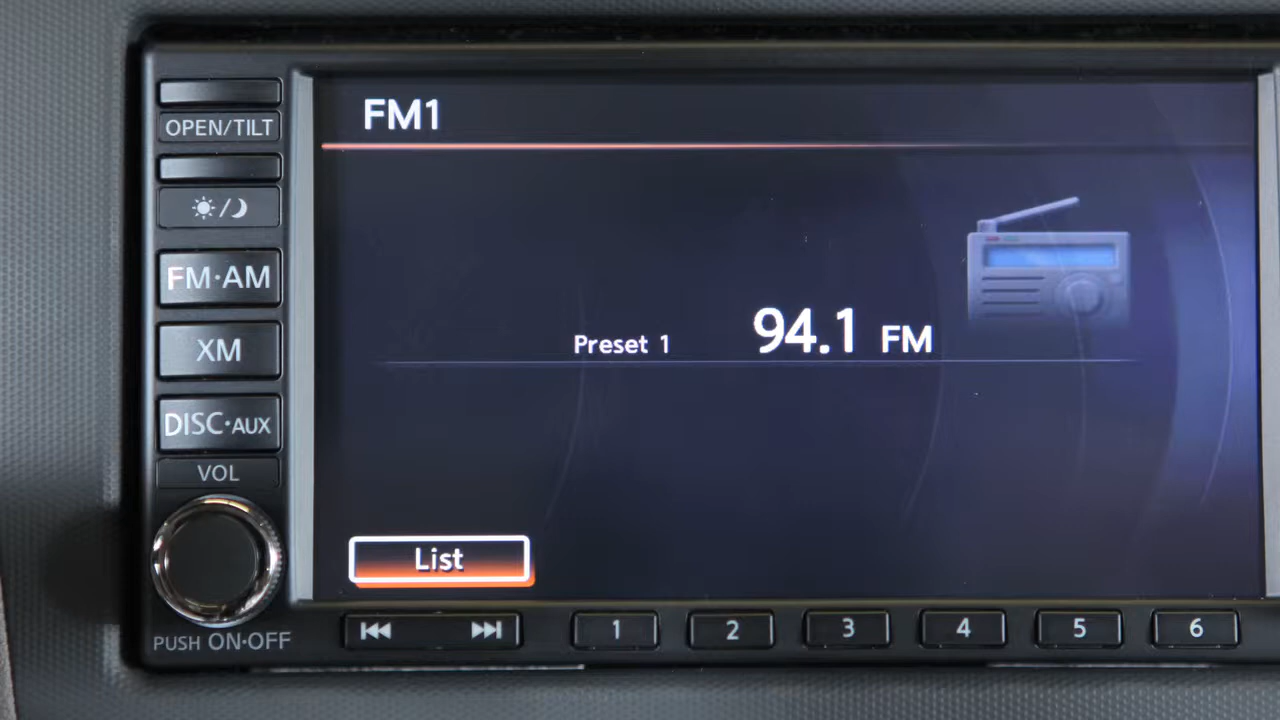 OPEN/TILT
FM·AM
XM
DISC·AUX
VOL
PUSH ON·OFF
FM1
Preset 1 94.1 FM
List
1 2 3 4 5 6